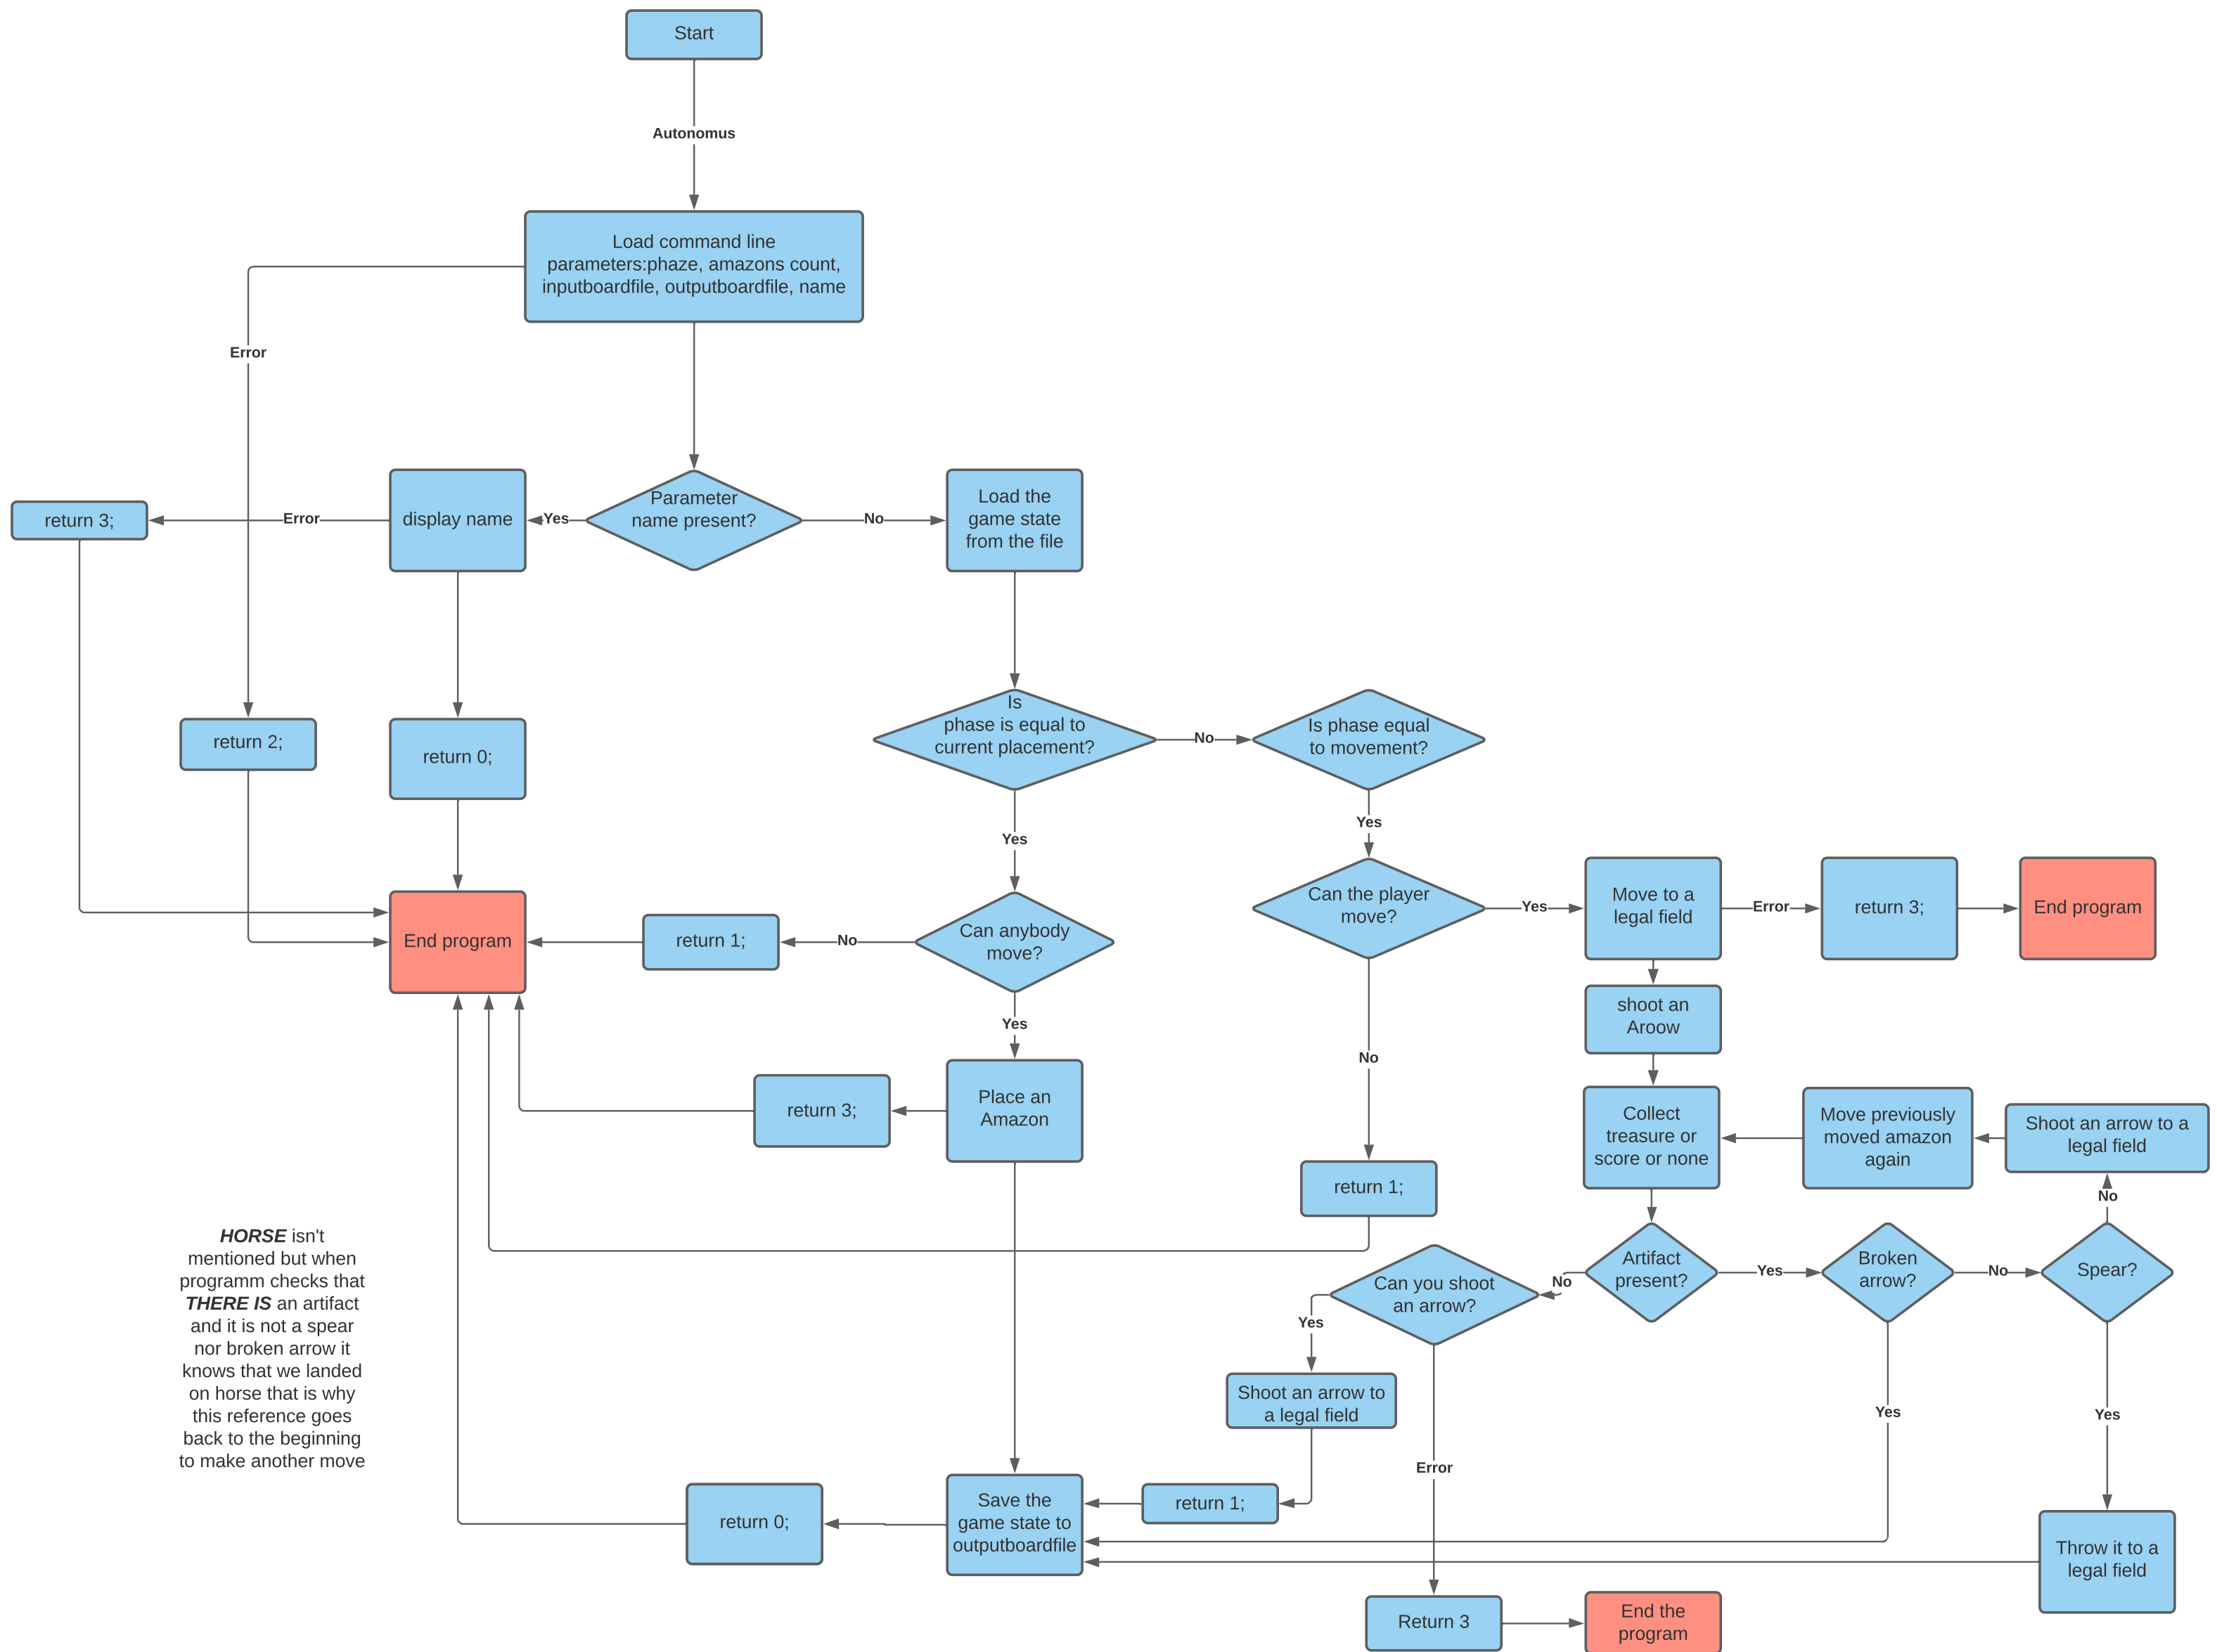 Start
Autonomus
Load command line
parameters:phaze, amazons count,
inputboardfile, outputboardfile, name
Error
return 3;
Error
display name
Yes
Parameter
name present?
No
Load the
game state
from the file
return 2;
return 0;
Is
phase is equal to
current placement?
No
Is phase equal
to movement?
Yes
Yes
End program
return 1;
No
Can anybody
move?
Can the player
move?
Yes
Move to a
legal field
Error
return 3;
End program
Yes
No
shoot an
Aroow
return 3;
Place an
Amazon
Collect
treasure or
score or none
Move previously
moved amazon
again
Shoot an arrow to a
legal field
return 1;
No
HORSE isn't
mentioned but when
programm checks that
THERE IS an artifact
and it is not a spear
nor broken arrow it
knows that we landed
on horse that is why
this reference goes
back to the beginning
to make another move
Can you shoot
an arrow?
No
Artifact
present?
Yes
Broken
arrow?
No
Spear?
Yes
Shoot an arrow to
a legal field
Yes
Yes
Error
return 0;
Save the
game state to
outputboardfile
return 1;
Throw it to a
legal field
Return 3
End the
program